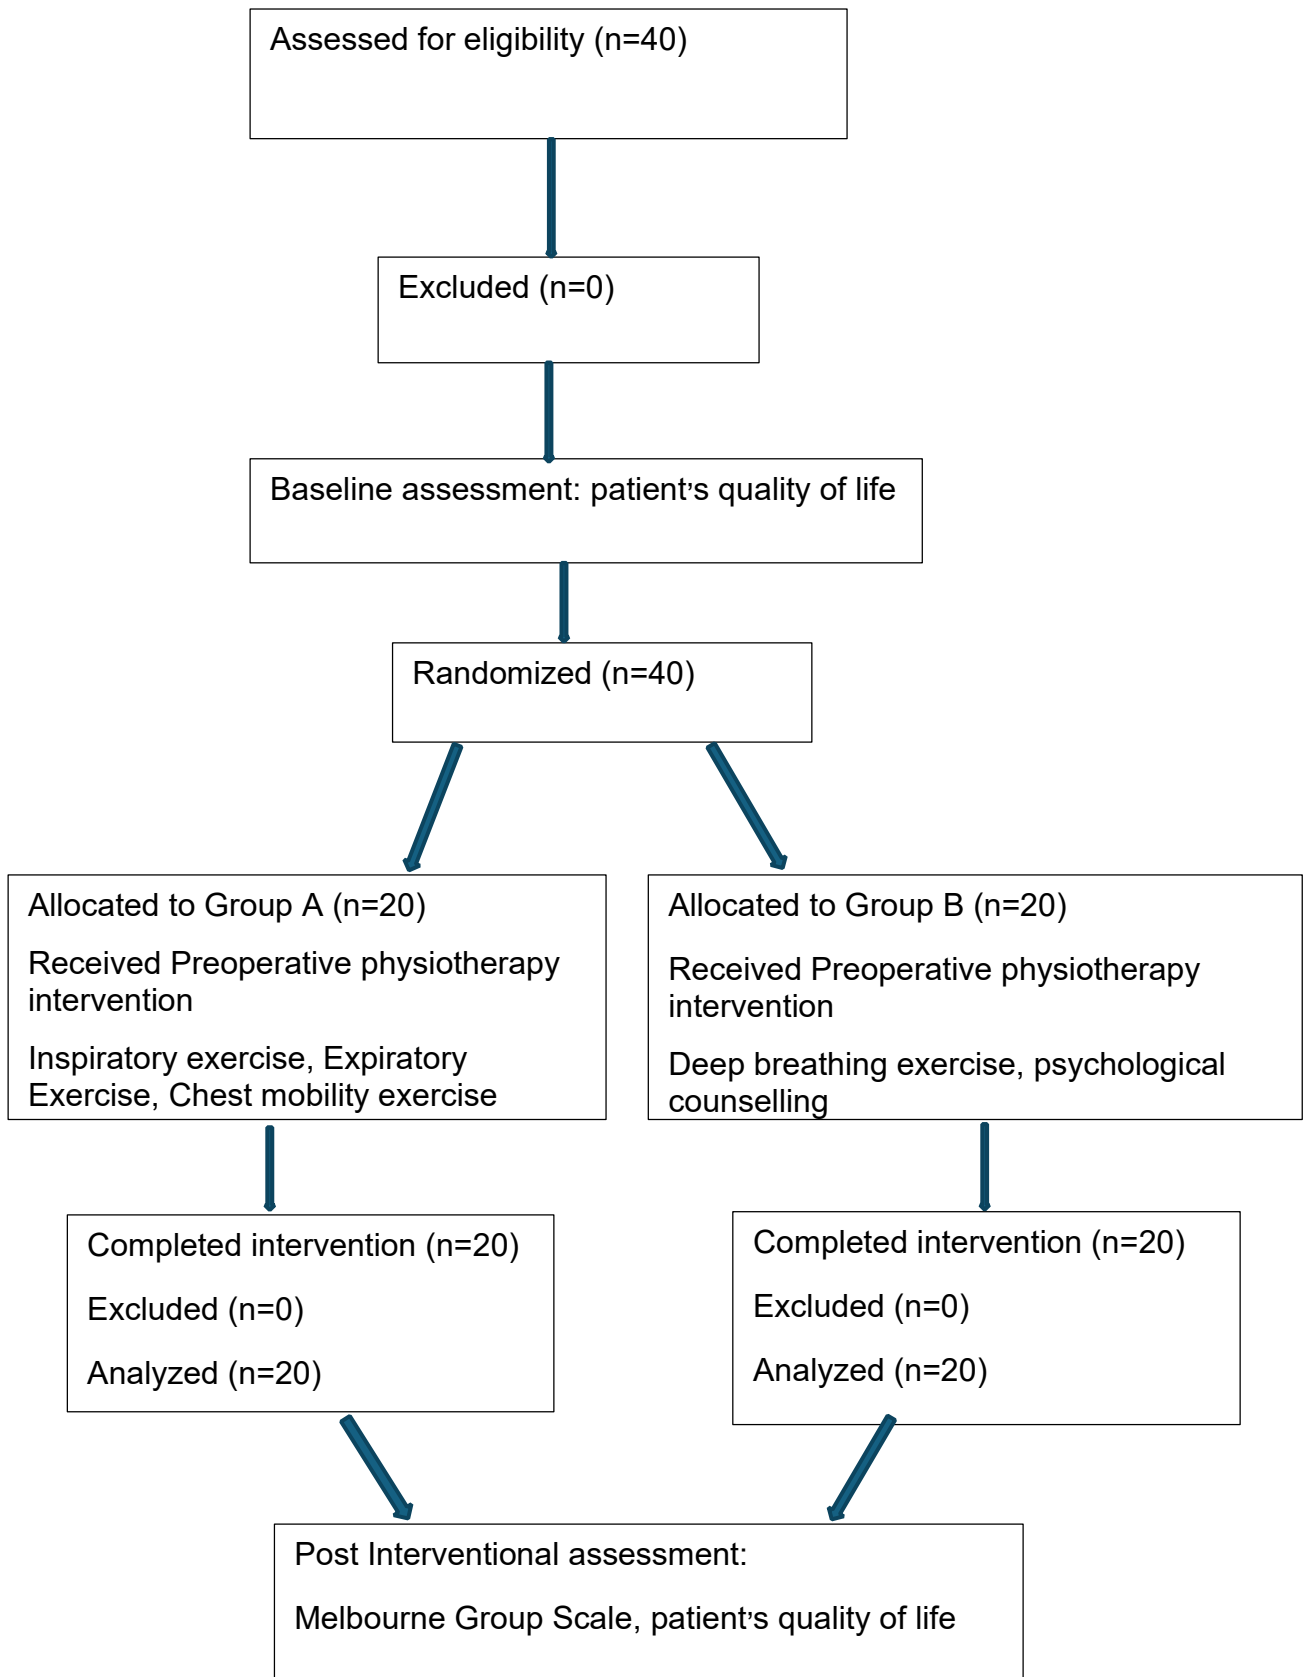 Assessed for eligibility (n=40)
Excluded (n=0)
Baseline assessment: patient's quality of life
Randomized (n=40)
Allocated to Group A (n=20)
Received Preoperative physiotherapy
intervention
Inspiratory exercise, Expiratory
Exercise, Chest mobility exercise
Allocated to Group B (n=20)
Received Preoperative physiotherapy
intervention
Deep breathing exercise, psychological
counselling
Completed intervention (n=20)
Excluded (n=0)
Analyzed (n=20)
Completed intervention (n=20)
Excluded (n=0)
Analyzed (n=20)
Post Interventional assessment:
Melbourne Group Scale, patient's quality of life